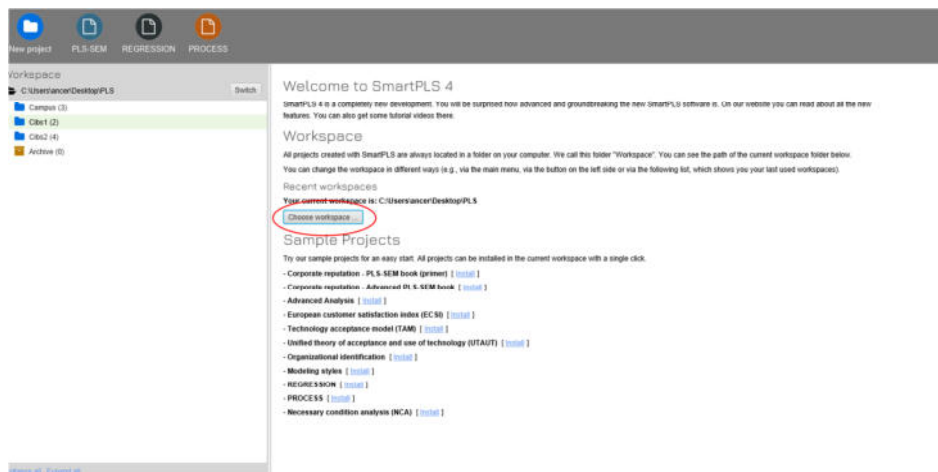 New project PLS-SEM REGRESSION PROCESS
Workspace
C:\Users\ancer\Desktop\PLS Switch
Campus (3)
Cibs1 (2)
Cibs2 (4)
Archive (0)
Welcome to SmartPLS 4
SmartPLS 4 is a completely new development. You will be surprised how advanced and groundbreaking the new SmartPLS software is. On our website you can read about all the new
features. You can also get some tutorial videos there.
Workspace
All projects created with SmartPLS are always located in a folder on your computer. We call this folder "Workspace". You can see the path of the current workspace folder below.
You can change the workspace in different ways (e.g., via the main menu, via the button on the left side or via the following list, which shows you your last used workspaces).
Recent workspaces
Your current workspace is: C:\Users\ancer\Desktop\PLS
Choose workspace ...
Sample Projects
Try our sample projects for an easy start. All projects can be installed in the current workspace with a single click.
- Corporate reputation - PLS-SEM book (primer) [ Install ]
- Corporate reputation - Advanced PLS-SEM book [ Install ]
- Advanced Analysis [ Install ]
- European customer satisfaction index (ECSI) [ Install ]
- Technology acceptance model (TAM) [ Install ]
- Unified theory of acceptance and use of technology (UTAUT) [ Install ]
- Organizational identification [ Install ]
- Modeling styles [ Install ]
- REGRESSION [ Install ]
- PROCESS [ Install ]
- Necessary condition analysis (NCA) [ Install ]